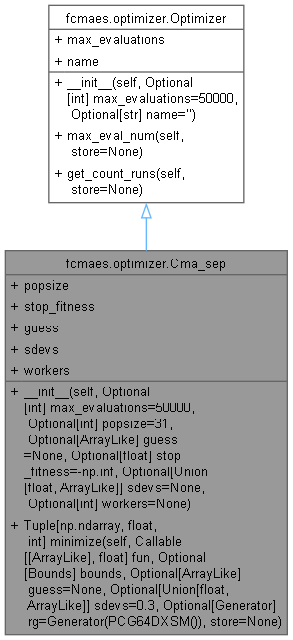 fcmaes.optimizer.Optimizer
+ max_evaluations
+ name
+ __init__(self, Optional
[int] max_evaluations=50000,
Optional[str] name='')
+ max_eval_num(self,
store=None)
+ get_count_runs(self,
store=None)
fcmaes.optimizer.Cma_sep
+ popsize
+ stop_fitness
+ guess
+ sdevs
+ workers
+ __init__(self, Optional
[int] max_evaluations=50000,
Optional[int] popsize=31,
Optional[ArrayLike] guess
=None, Optional[float] stop
_fitness=-np.inf, Optional[Union
[float, ArrayLike]] sdevs=None,
Optional[int] workers=None)
+ Tuple[np.ndarray, float,
int] minimize(self, Callable
[[ArrayLike], float] fun, Optional
[Bounds] bounds, Optional[ArrayLike]
guess=None, Optional[Union[float,
ArrayLike]] sdevs=0.3, Optional[Generator]
rg=Generator(PCG64DXSM()), store=None)